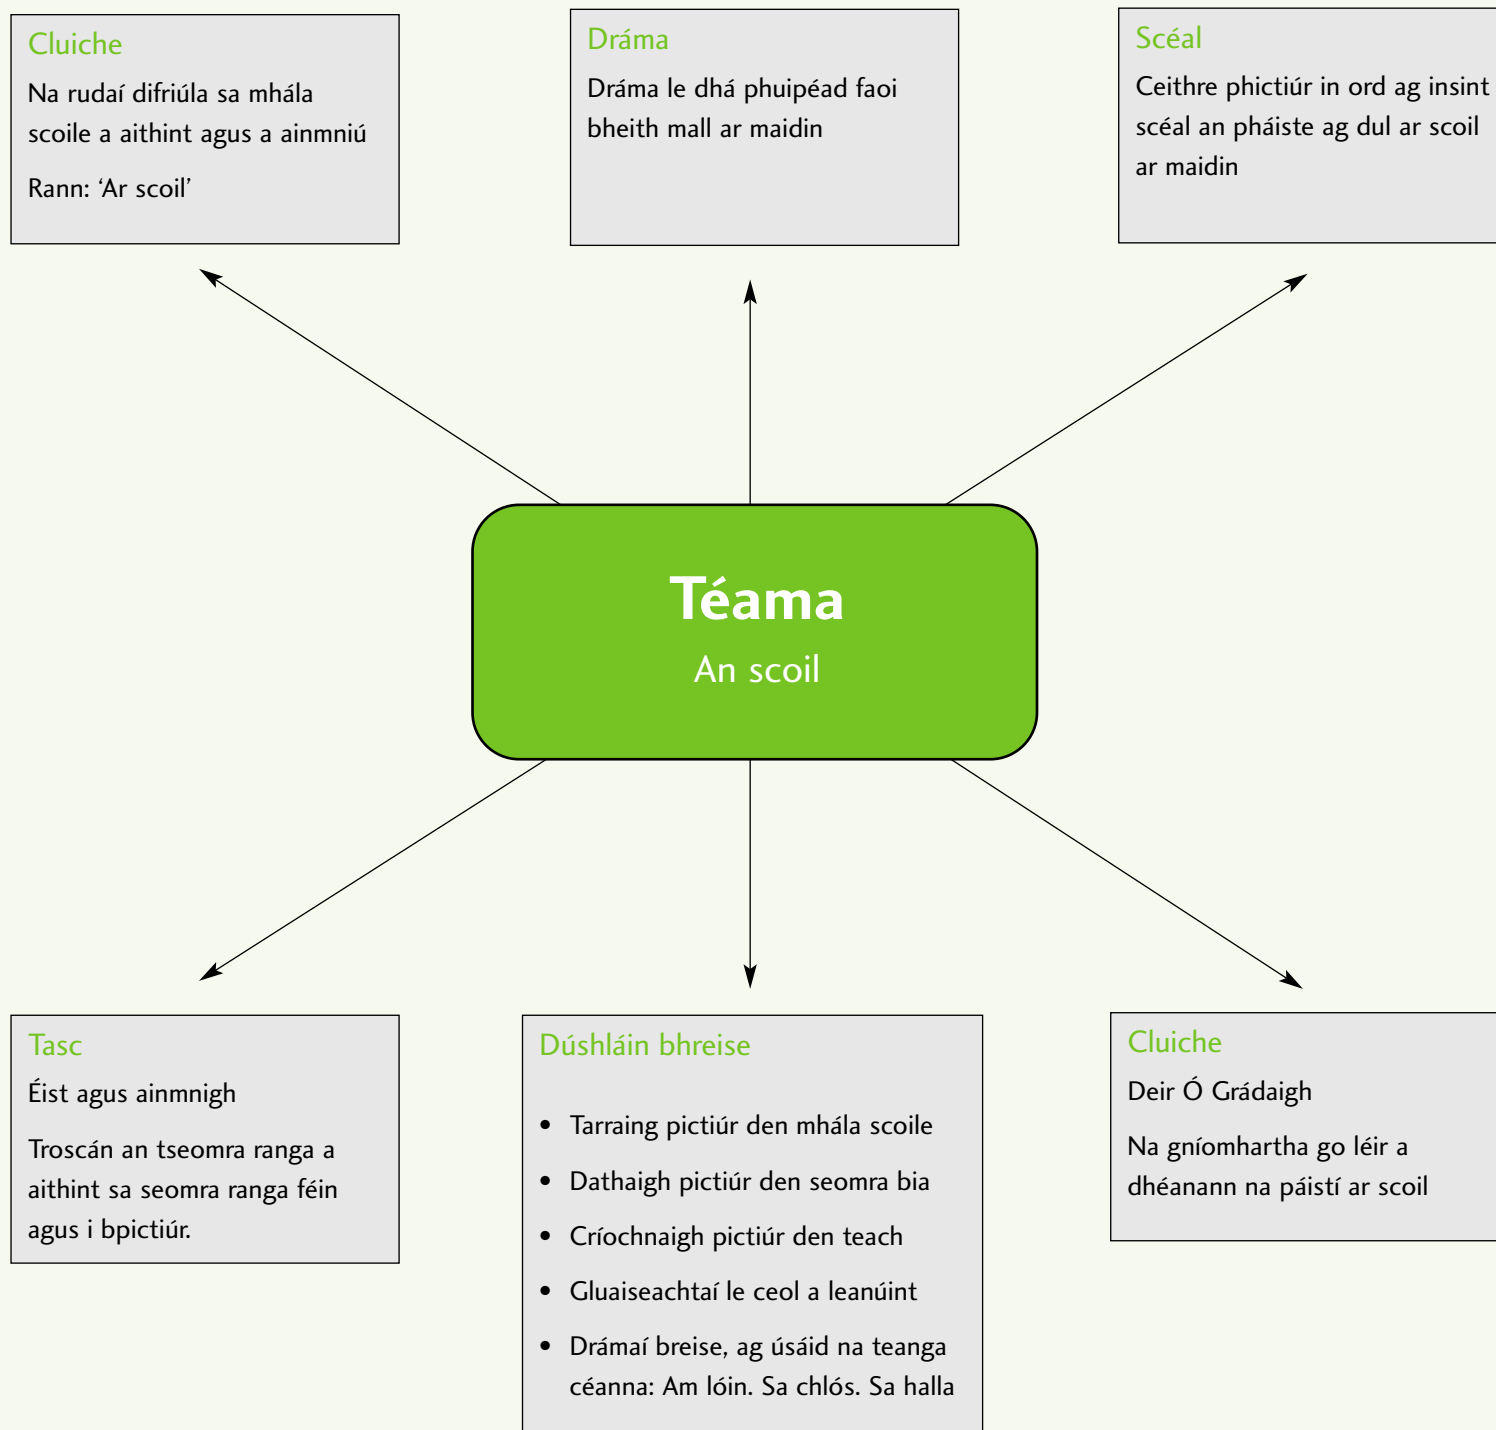 Cluiche
Na rudaí difriúla sa mhála
scoile a aithint agus a ainmniú
Rann: ‘Ar scoil’
Dráma
Dráma le dhá phuipéad faoi
bheith mall ar maidin
Scéal
Ceithre phictiúr in ord ag insint
scéal an pháiste ag dul ar scoil
ar maidin
Téama
An scoil
Tasc
Éist agus ainmnigh
Troscán an tseomra ranga a
aithint sa seomra ranga féin
agus i bpictiúr.
Dúshláin bhreise
• Tarraing pictiúr den mhála scoile
• Dathaigh pictiúr den seomra bia
• Críochnaigh pictiúr den teach
• Gluaiseachtaí le ceol a leanúint
• Drámaí breise, ag úsáid na teanga
céanna: Am lóin. Sa chlós. Sa halla
Cluiche
Deir Ó Grádaigh
Na gníomhartha go léir a
dhéanann na páistí ar scoil